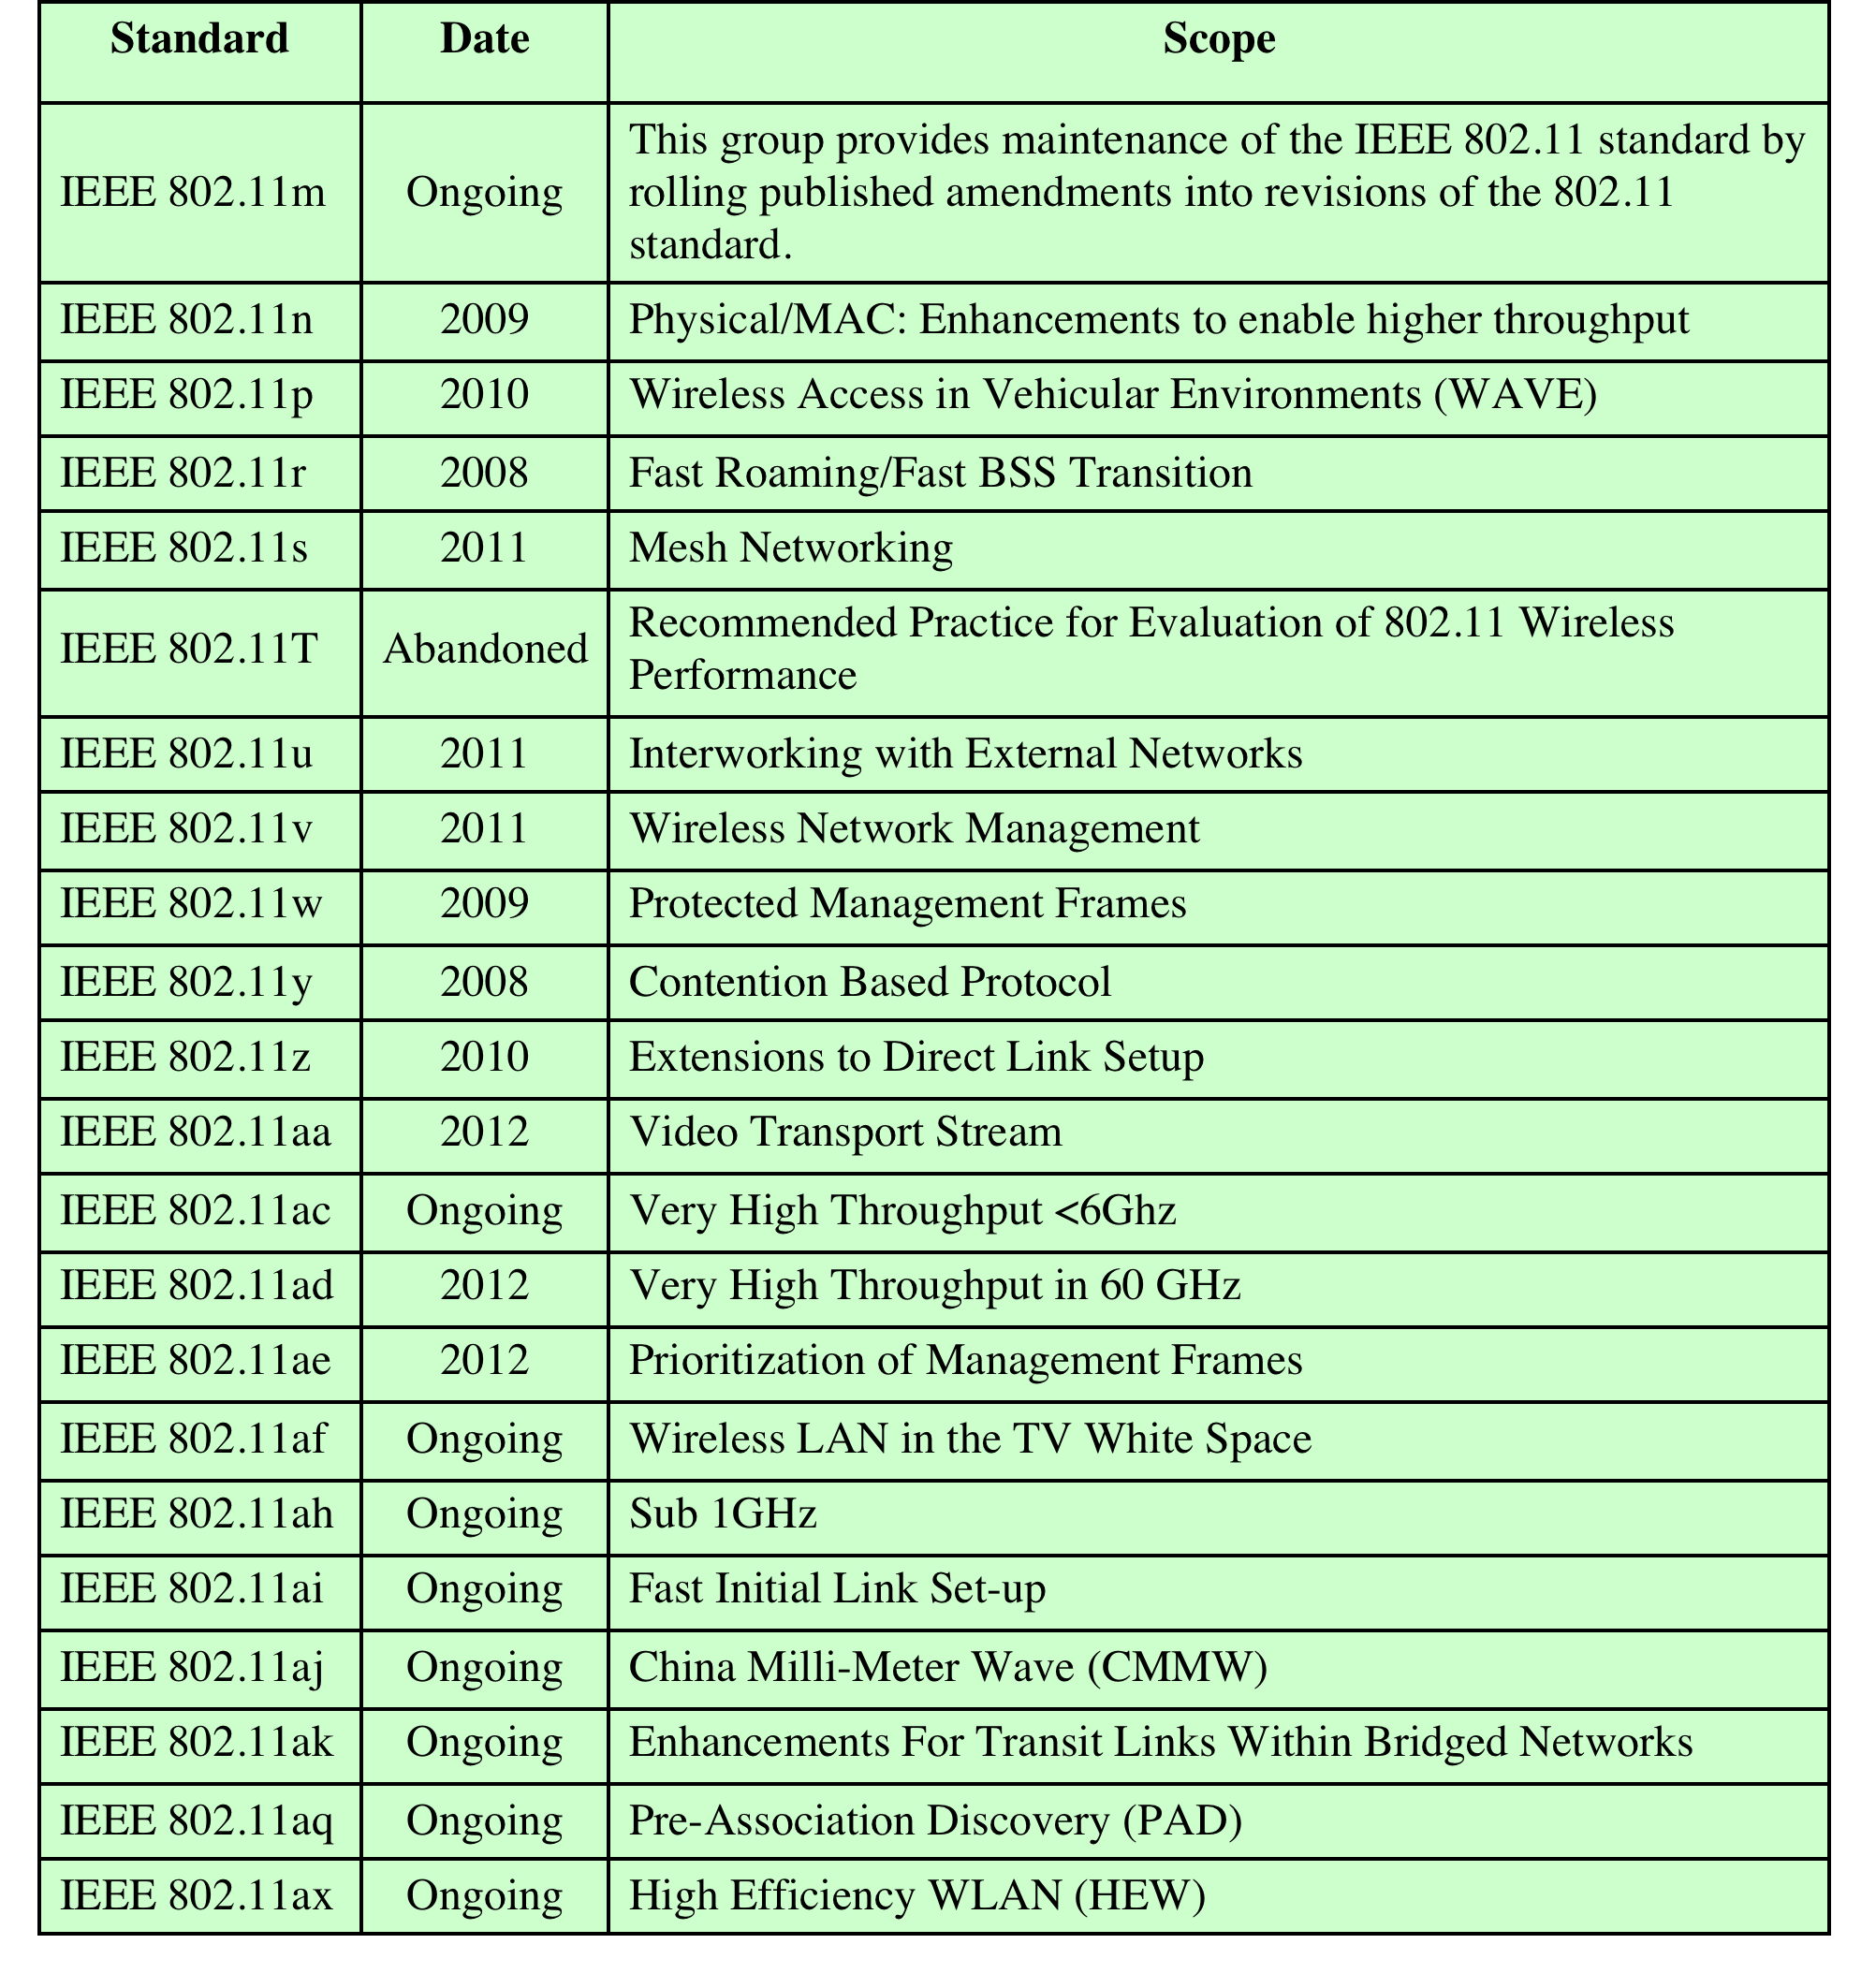 Standard Date Scope
IEEE 802.11m Ongoing This group provides maintenance of the IEEE 802.11 standard by
rolling published amendments into revisions of the 802.11
standard.
IEEE 802.11n 2009 Physical/MAC: Enhancements to enable higher throughput
IEEE 802.11p 2010 Wireless Access in Vehicular Environments (WAVE)
IEEE 802.11r 2008 Fast Roaming/Fast BSS Transition
IEEE 802.11s 2011 Mesh Networking
IEEE 802.11T Abandoned Recommended Practice for Evaluation of 802.11 Wireless
Performance
IEEE 802.11u 2011 Interworking with External Networks
IEEE 802.11v 2011 Wireless Network Management
IEEE 802.11w 2009 Protected Management Frames
IEEE 802.11y 2008 Contention Based Protocol
IEEE 802.11z 2010 Extensions to Direct Link Setup
IEEE 802.11aa 2012 Video Transport Stream
IEEE 802.11ac Ongoing Very High Throughput <6Ghz
IEEE 802.11ad 2012 Very High Throughput in 60 GHz
IEEE 802.11ae 2012 Prioritization of Management Frames
IEEE 802.11af Ongoing Wireless LAN in the TV White Space
IEEE 802.11ah Ongoing Sub 1GHz
IEEE 802.11ai Ongoing Fast Initial Link Set-up
IEEE 802.11aj Ongoing China Milli-Meter Wave (CMMW)
IEEE 802.11ak Ongoing Enhancements For Transit Links Within Bridged Networks
IEEE 802.11aq Ongoing Pre-Association Discovery (PAD)
IEEE 802.11ax Ongoing High Efficiency WLAN (HEW)